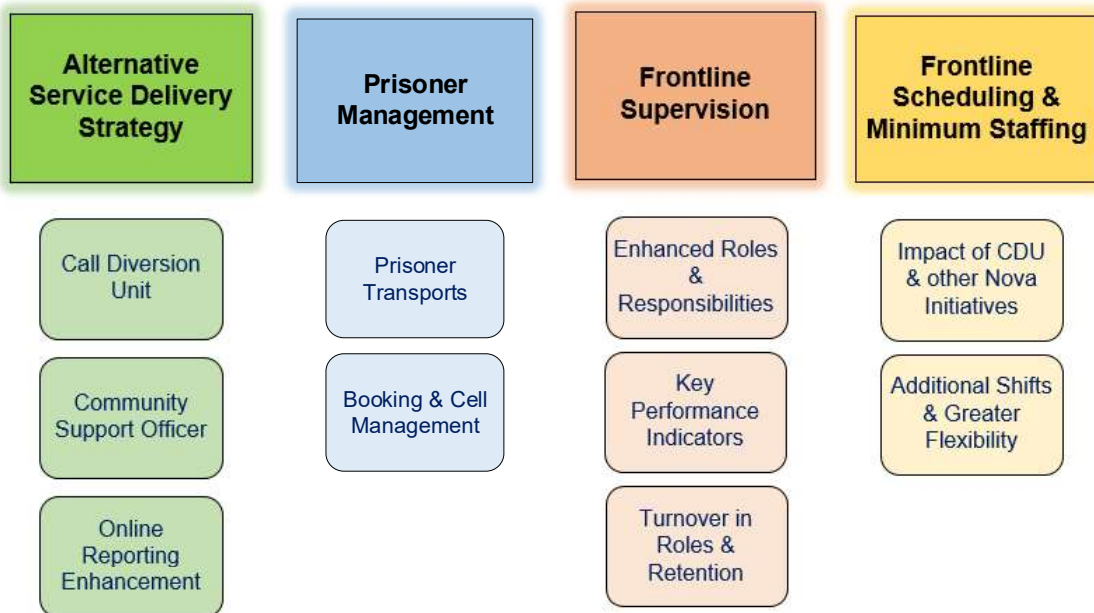 Alternative
Service Delivery
Strategy
Call Diversion
Unit
Community
Support Officer
Online
Reporting
Enhancement
Prisoner
Management
Prisoner
Transports
Booking & Cell
Management
Frontline
Supervision
Enhanced Roles
&
Responsibilities
Key
Performance
Indicators
Turnover in
Roles &
Retention
Frontline
Scheduling &
Minimum Staffing
Impact of CDU
& other Nova
Initiatives
Additional Shifts
& Greater
Flexibility